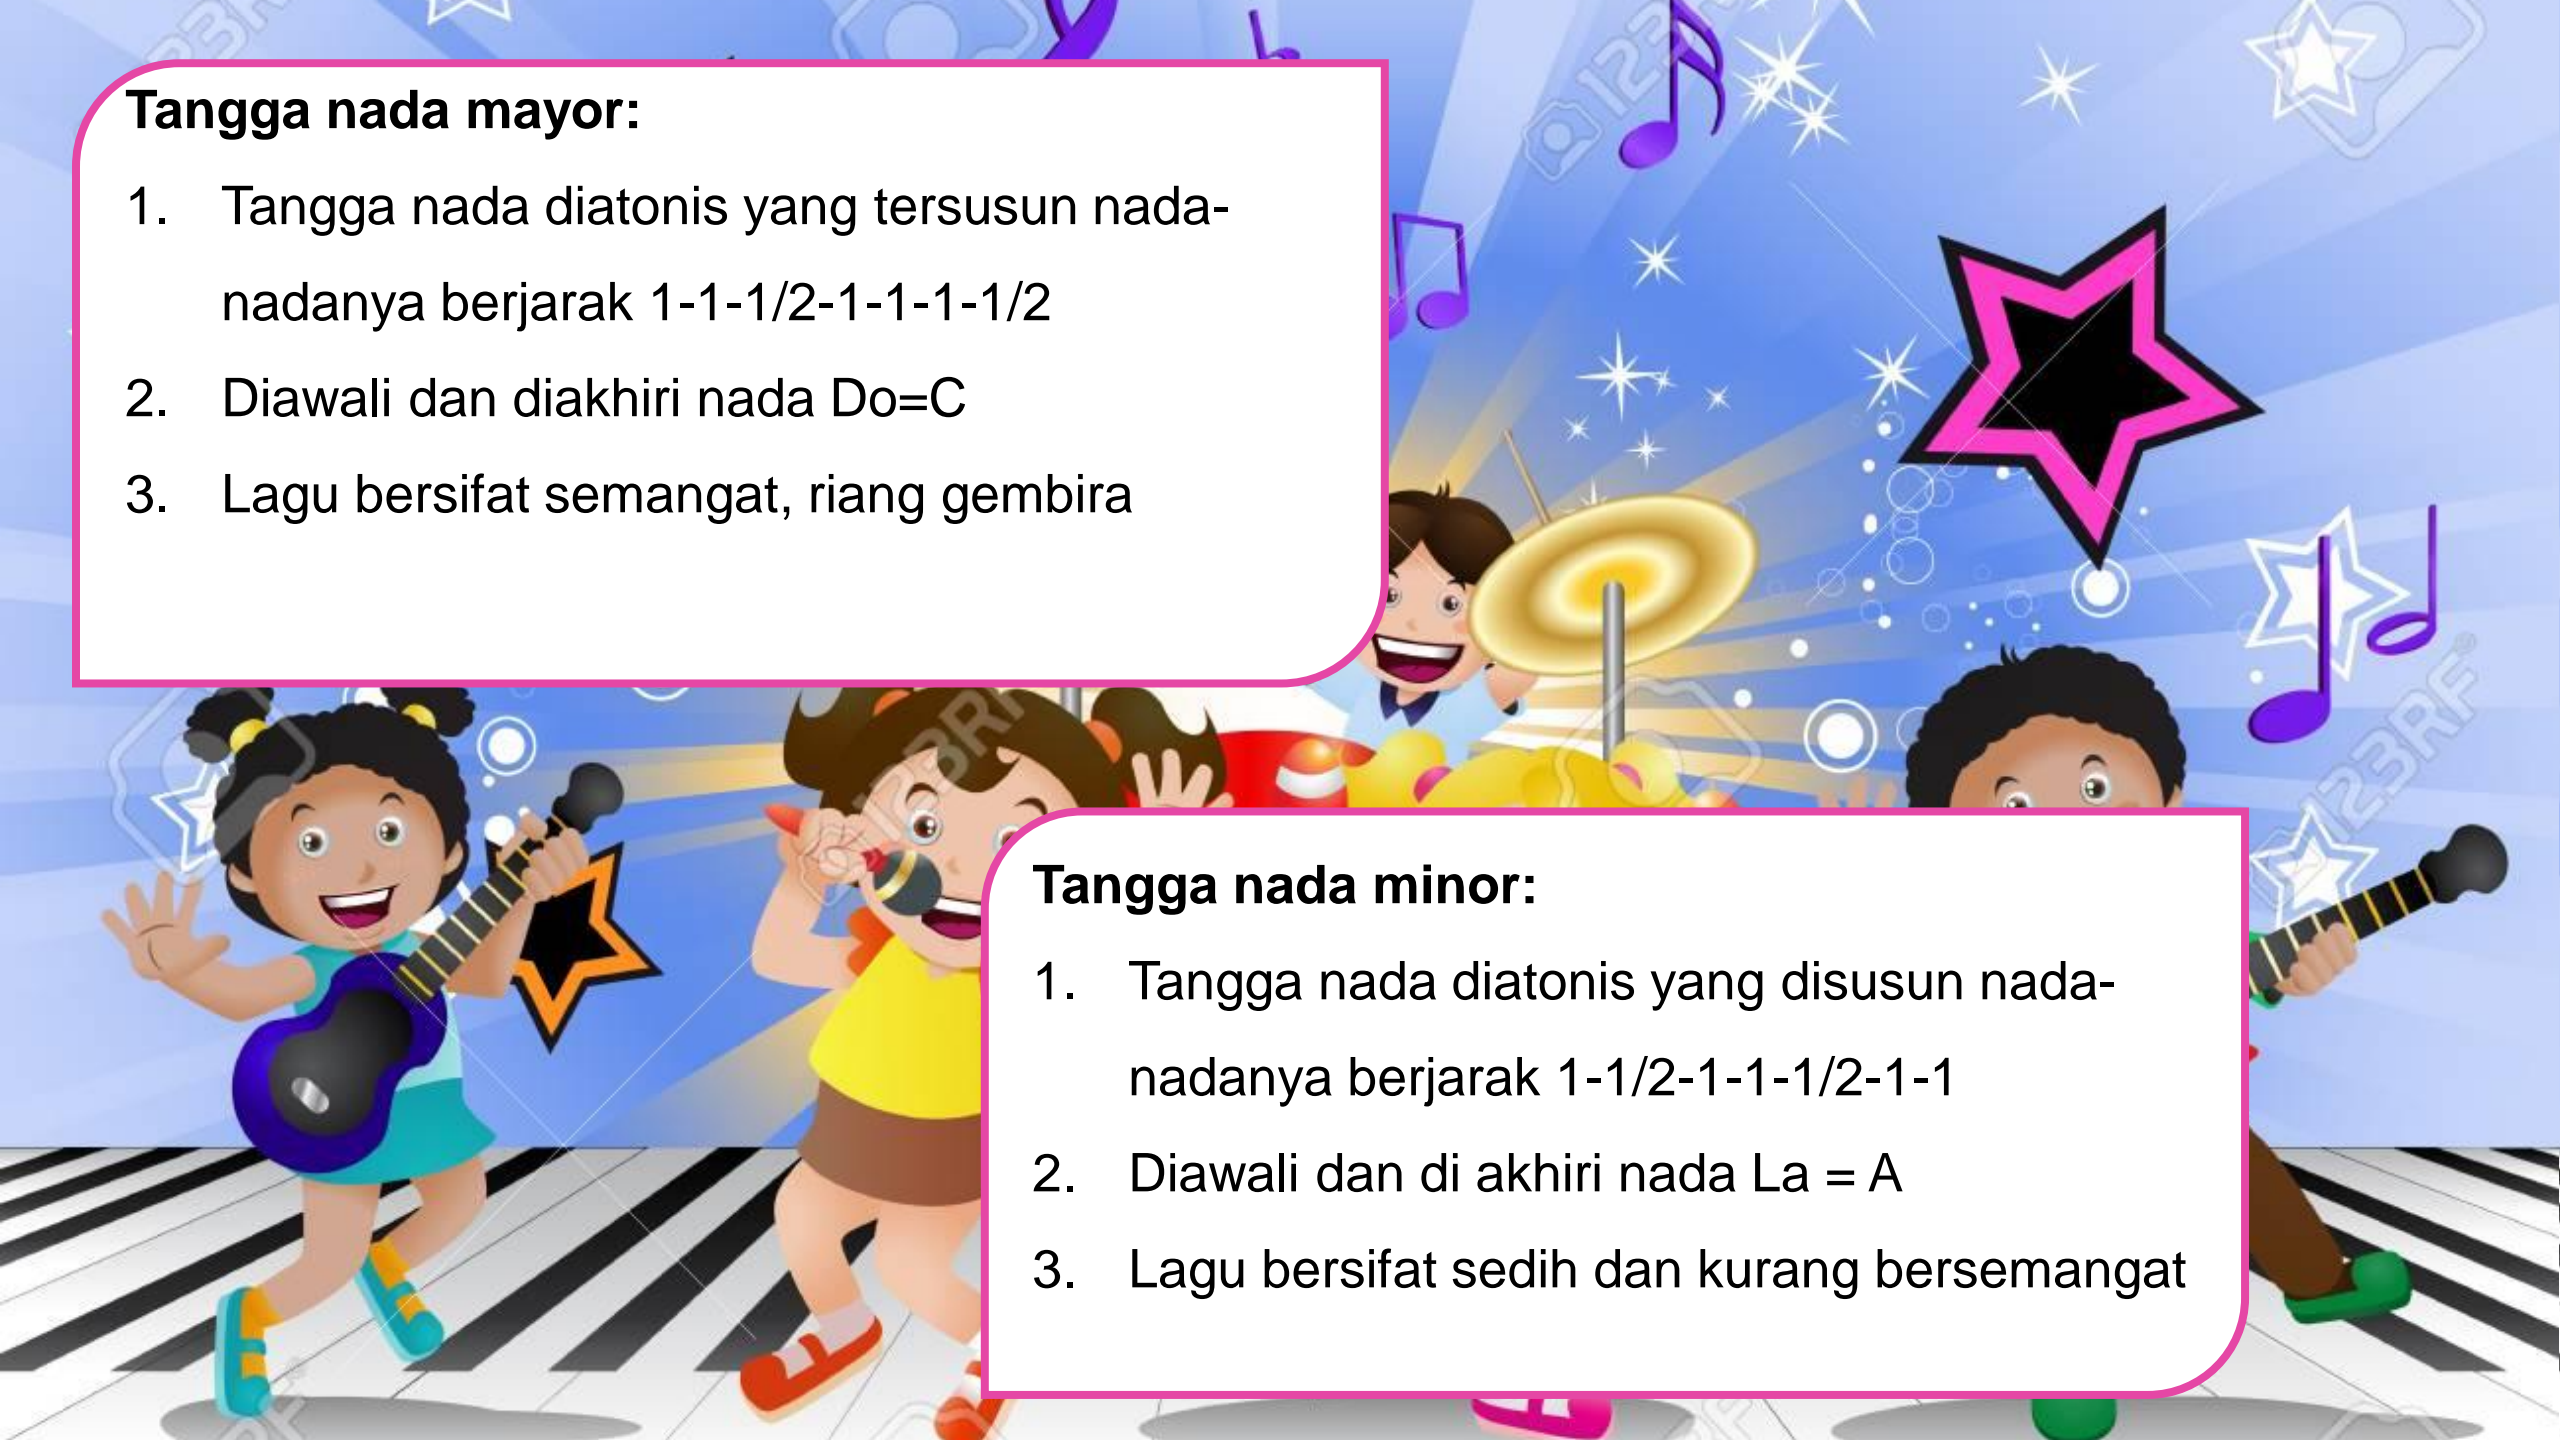 Tangga nada mayor:
1. Tangga nada diatonis yang tersusun nada-
nadanya berjarak 1-1-1/2-1-1-1-1/2
2. Diawali dan diakhiri nada Do=C
3. Lagu bersifat semangat, riang gembira
Tangga nada minor:
1. Tangga nada diatonis yang disusun nada-
nadanya berjarak 1-1/2-1-1-1/2-1-1
2. Diawali dan di akhiri nada La = A
3. Lagu bersifat sedih dan kurang bersemangat
123RF
123RF